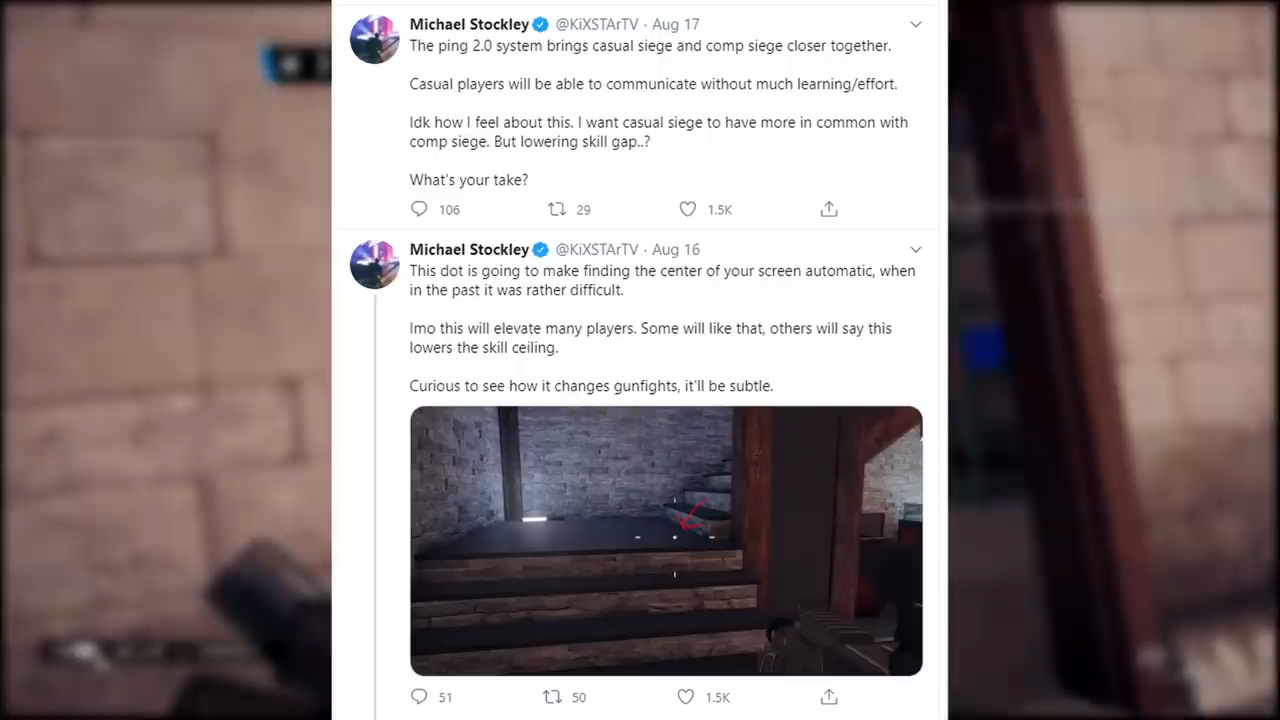 Michael Stockley @KiXSTArTV · Aug 17
The ping 2.0 system brings casual siege and comp siege closer together.
Casual players will be able to communicate without much learning/effort.
Idk how I feel about this. I want casual siege to have more in common with
comp siege. But lowering skill gap..?
What's your take?
106 29 1.5K
Michael Stockley @KiXSTArTV · Aug 16
This dot is going to make finding the center of your screen automatic, when
in the past it was rather difficult.
Imo this will elevate many players. Some will like that, others will say this
lowers the skill ceiling.
Curious to see how it changes gunfights, it'll be subtle.
51 50 1.5K